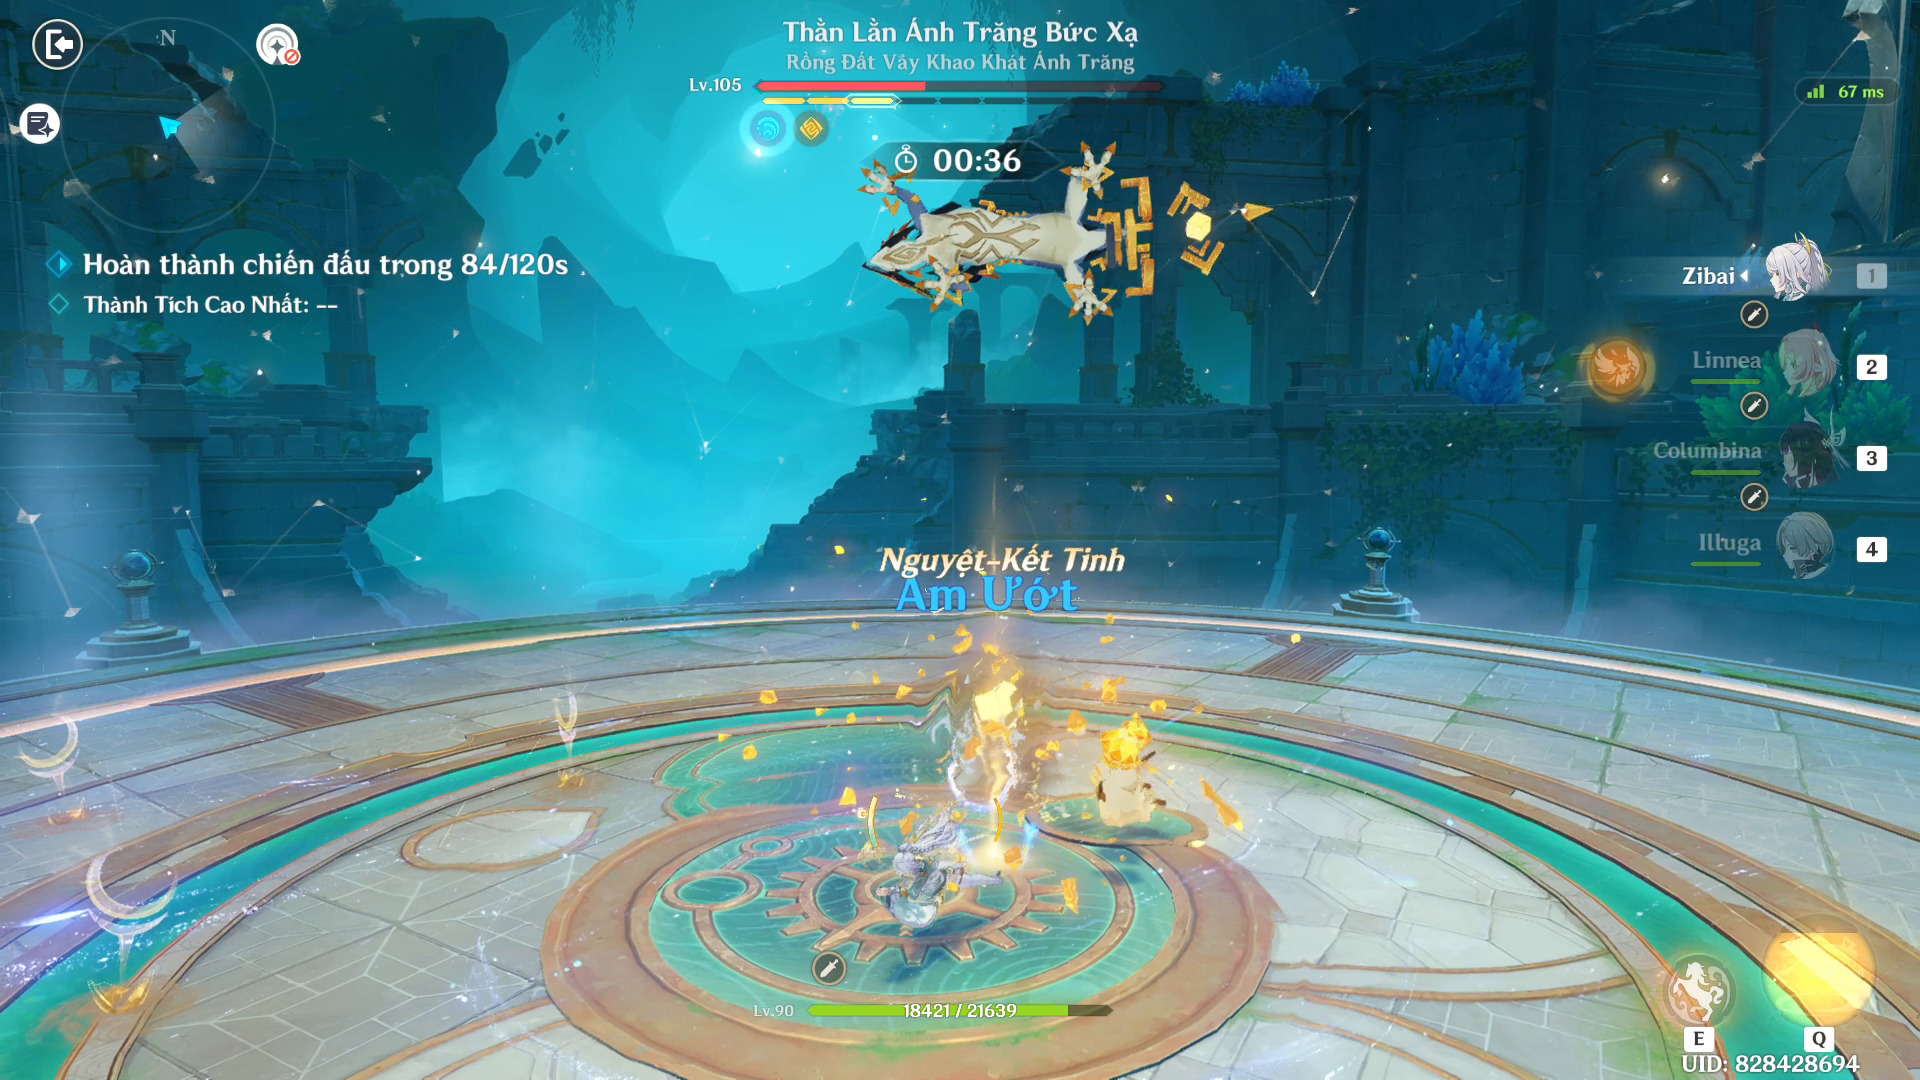 N
Thằn Lằn Ánh Trăng Bức Xạ
Rồng Đất Vảy Khao Khát Ánh Trăng
Lv.105
67 ms
00:36
Hoàn thành chiến đấu trong 84/120s
Thành Tích Cao Nhất: --
Zibai 1
Linnea 2
Columbina 3
Illuga 4
Nguyệt-Kết Tinh
Ẩm Ướt
Lv.90 18421 / 21639
E Q
UID: 828428694